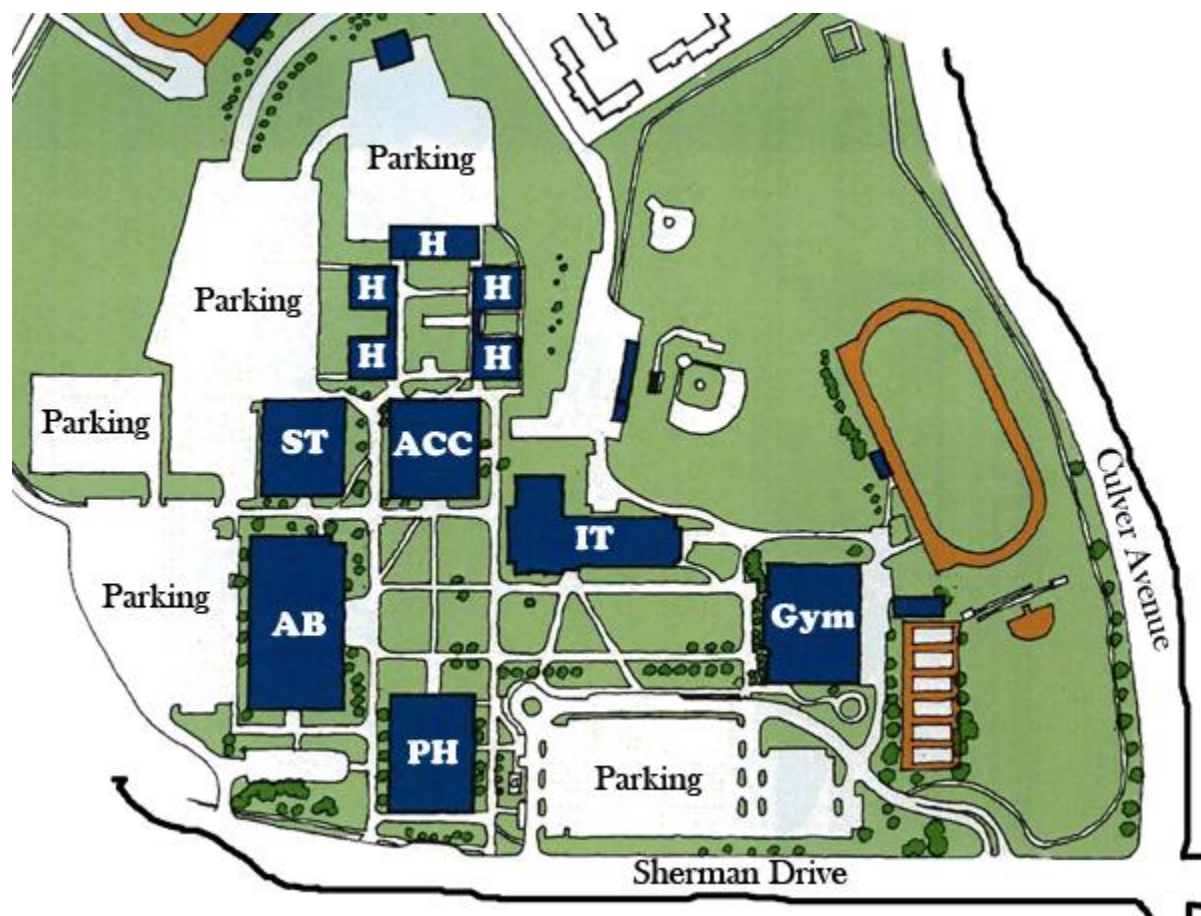 Parking
H
Parking
H
H
H
H
Parking
ST
ACC
IT
Culver Avenue
Parking
AB
Gym
PH
Parking
Sherman Drive